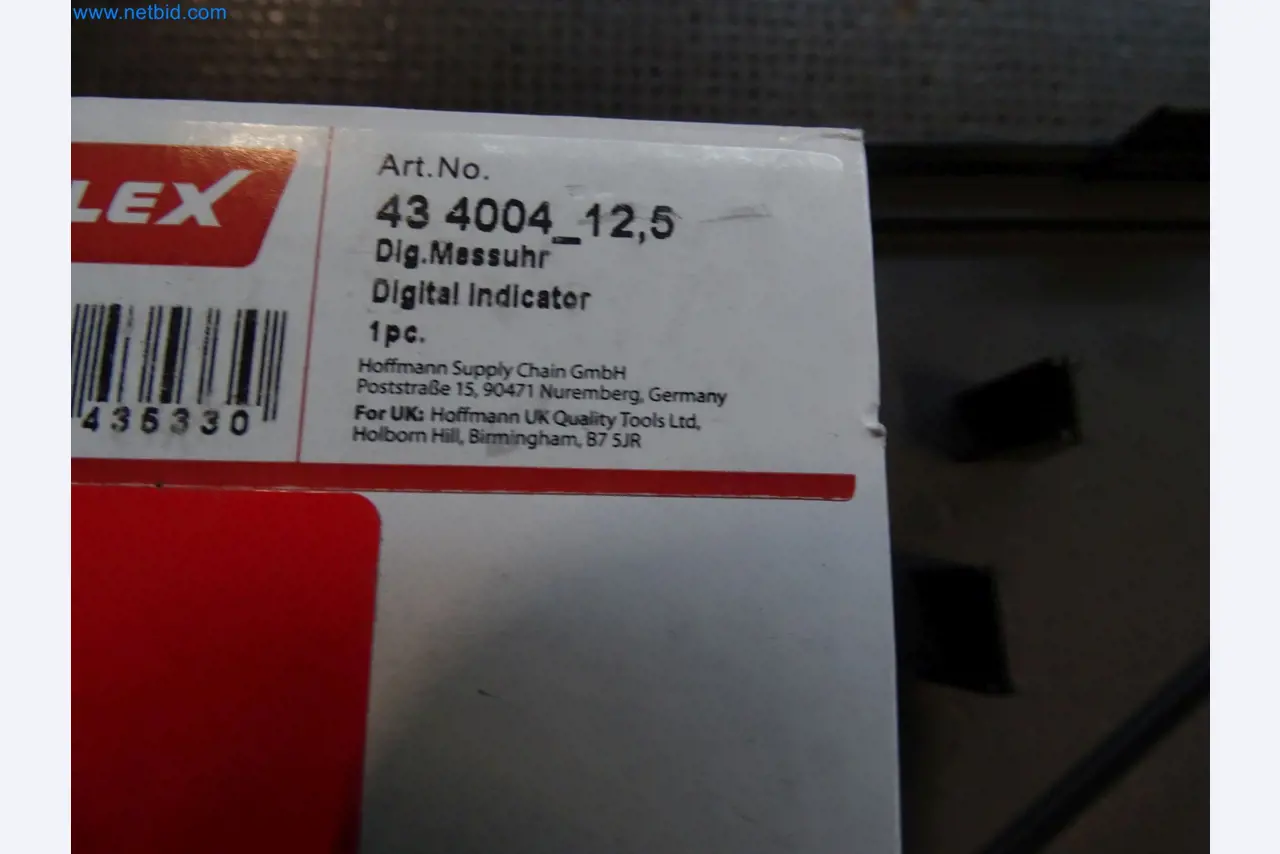 www.netbid.com
LEX
Art.No.
43 4004_12,5
Dig.Messuhr
Digital indicator
1pc.
Hoffmann Supply Chain GmbH
Poststraße 15, 90471 Nuremberg, Germany
For UK: Hoffmann UK Quality Tools Ltd,
Holborn Hill, Birmingham, B7 5JR
435330